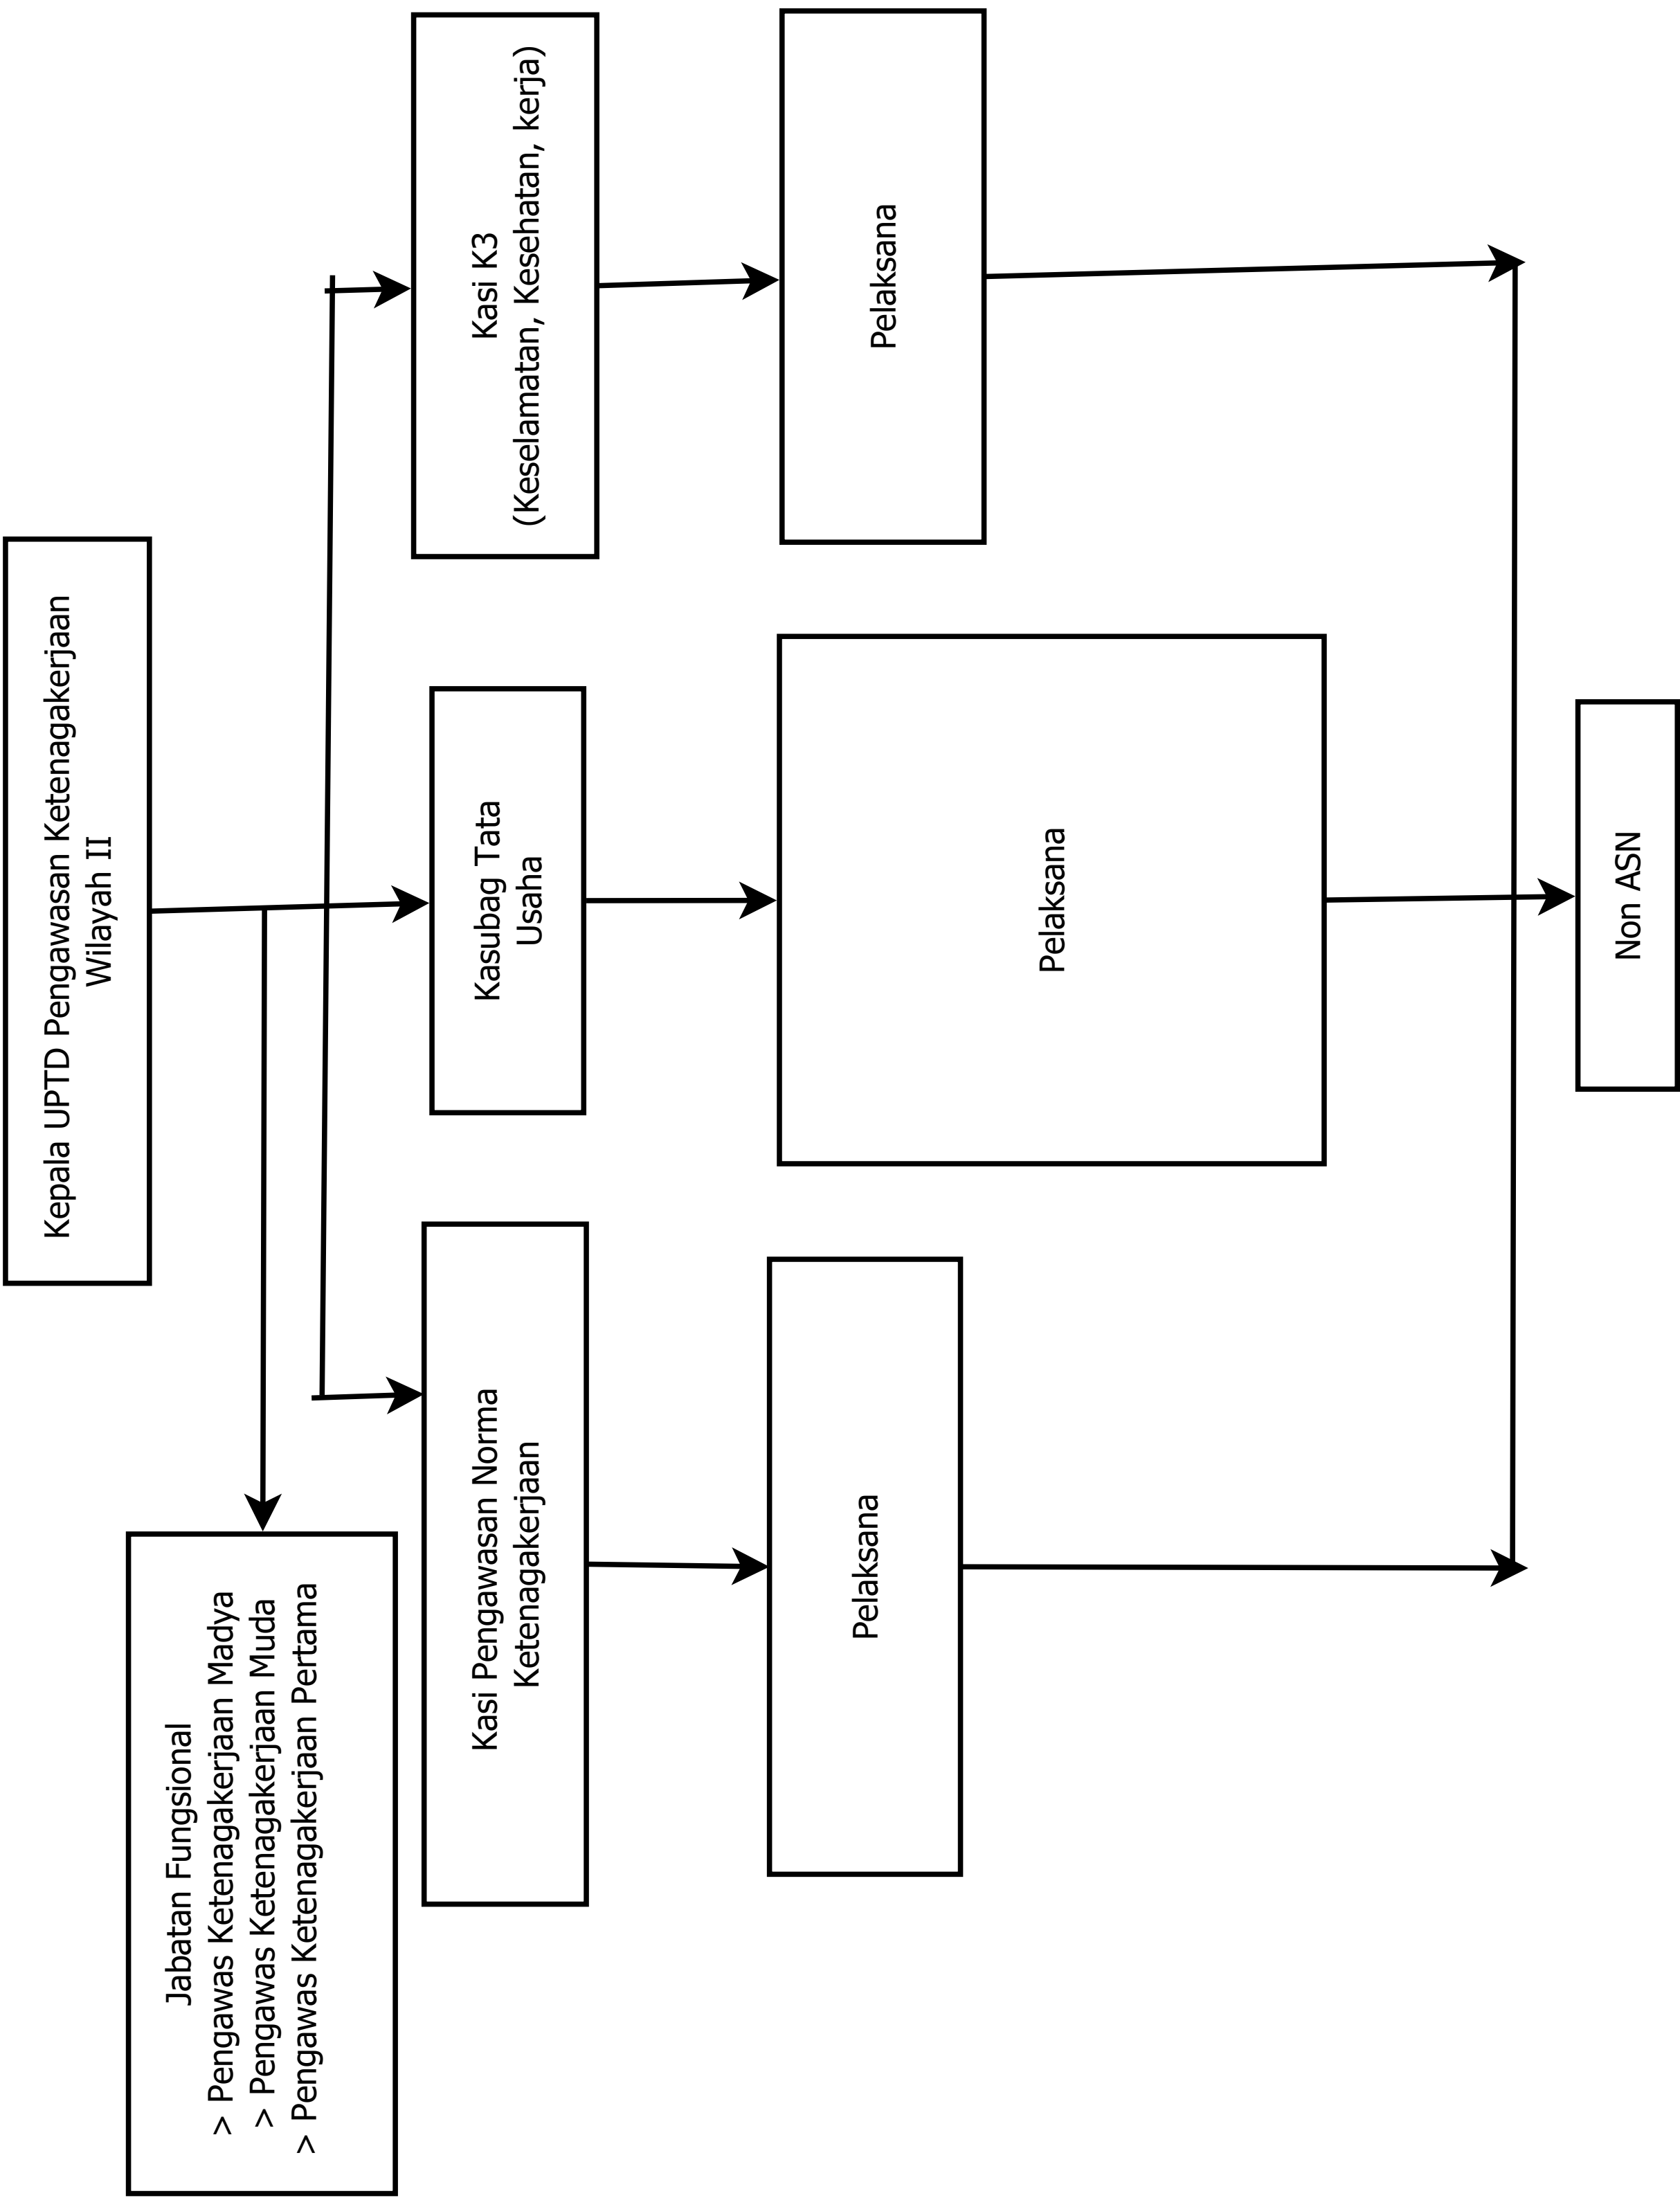 Kepala UPTD Pengawasan Ketenagakerjaan
Wilayah II
Jabatan Fungsional
> Pengawas Ketenagakerjaan Madya
> Pengawas Ketenagakerjaan Muda
> Pengawas Ketenagakerjaan Pertama
Kasi Pengawasan Norma
Ketenagakerjaan
Kasubag Tata
Usaha
Kasi K3
(Keselamatan, Kesehatan, kerja)
Pelaksana
Pelaksana
Pelaksana
Non ASN